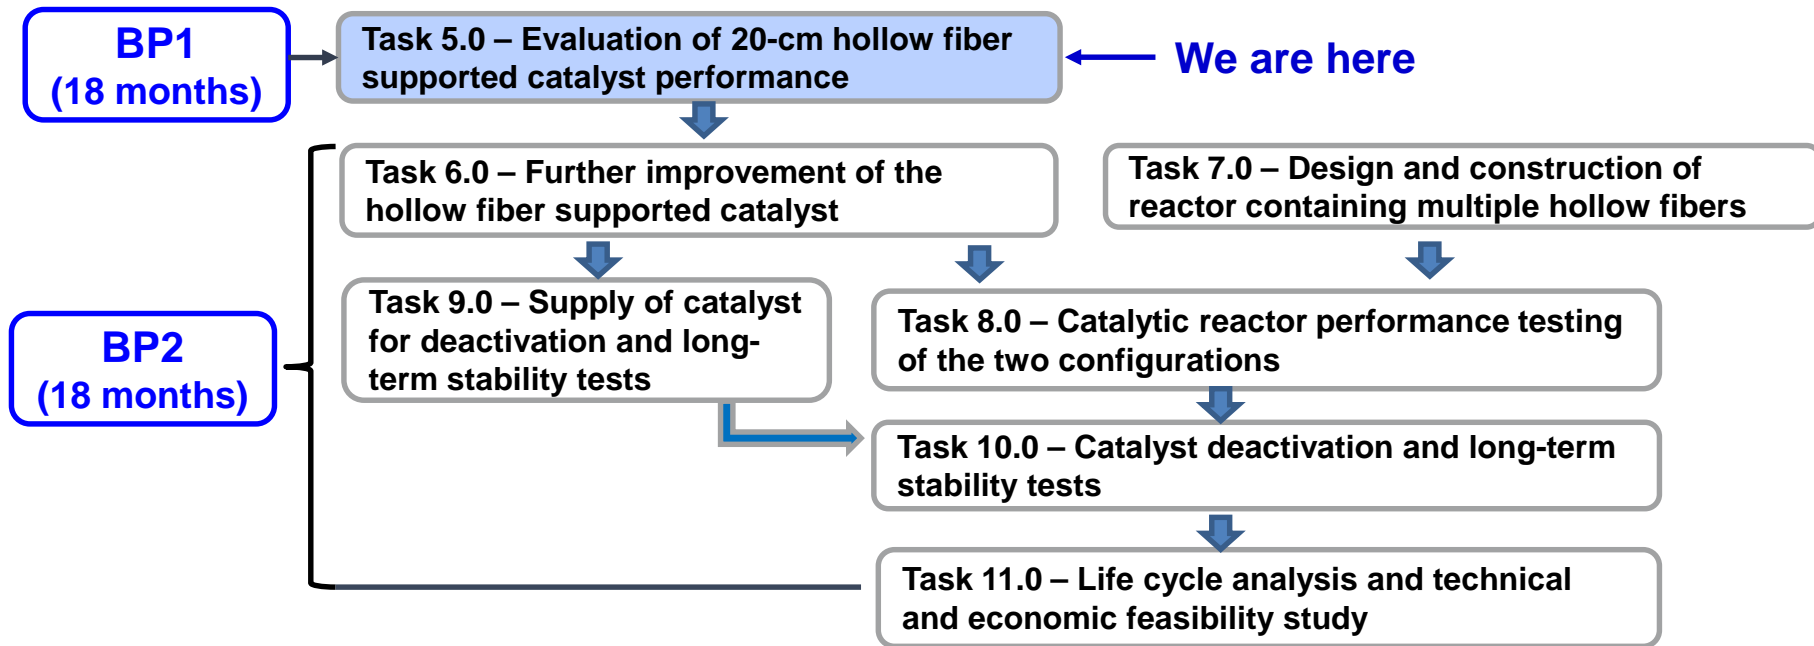 BP1
(18 months)
Task 5.0 – Evaluation of 20-cm hollow fiber
supported catalyst performance
We are here
Task 6.0 – Further improvement of the
hollow fiber supported catalyst
Task 7.0 – Design and construction of
reactor containing multiple hollow fibers
BP2
(18 months)
Task 9.0 – Supply of catalyst
for deactivation and long-
term stability tests
Task 8.0 – Catalytic reactor performance testing
of the two configurations
Task 10.0 – Catalyst deactivation and long-term
stability tests
Task 11.0 – Life cycle analysis and technical
and economic feasibility study